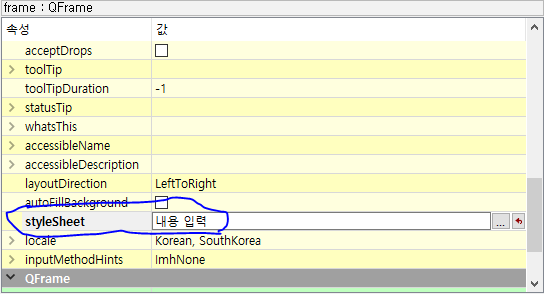 frame : QFrame
속성 값
acceptDrops
toolTip
toolTipDuration -1
statusTip
whatsThis
accessibleName
accessibleDescription
layoutDirection LeftToRight
autoFillBackground
styleSheet 내용 입력 ...
locale Korean, SouthKorea
inputMethodHints ImhNone
QFrame